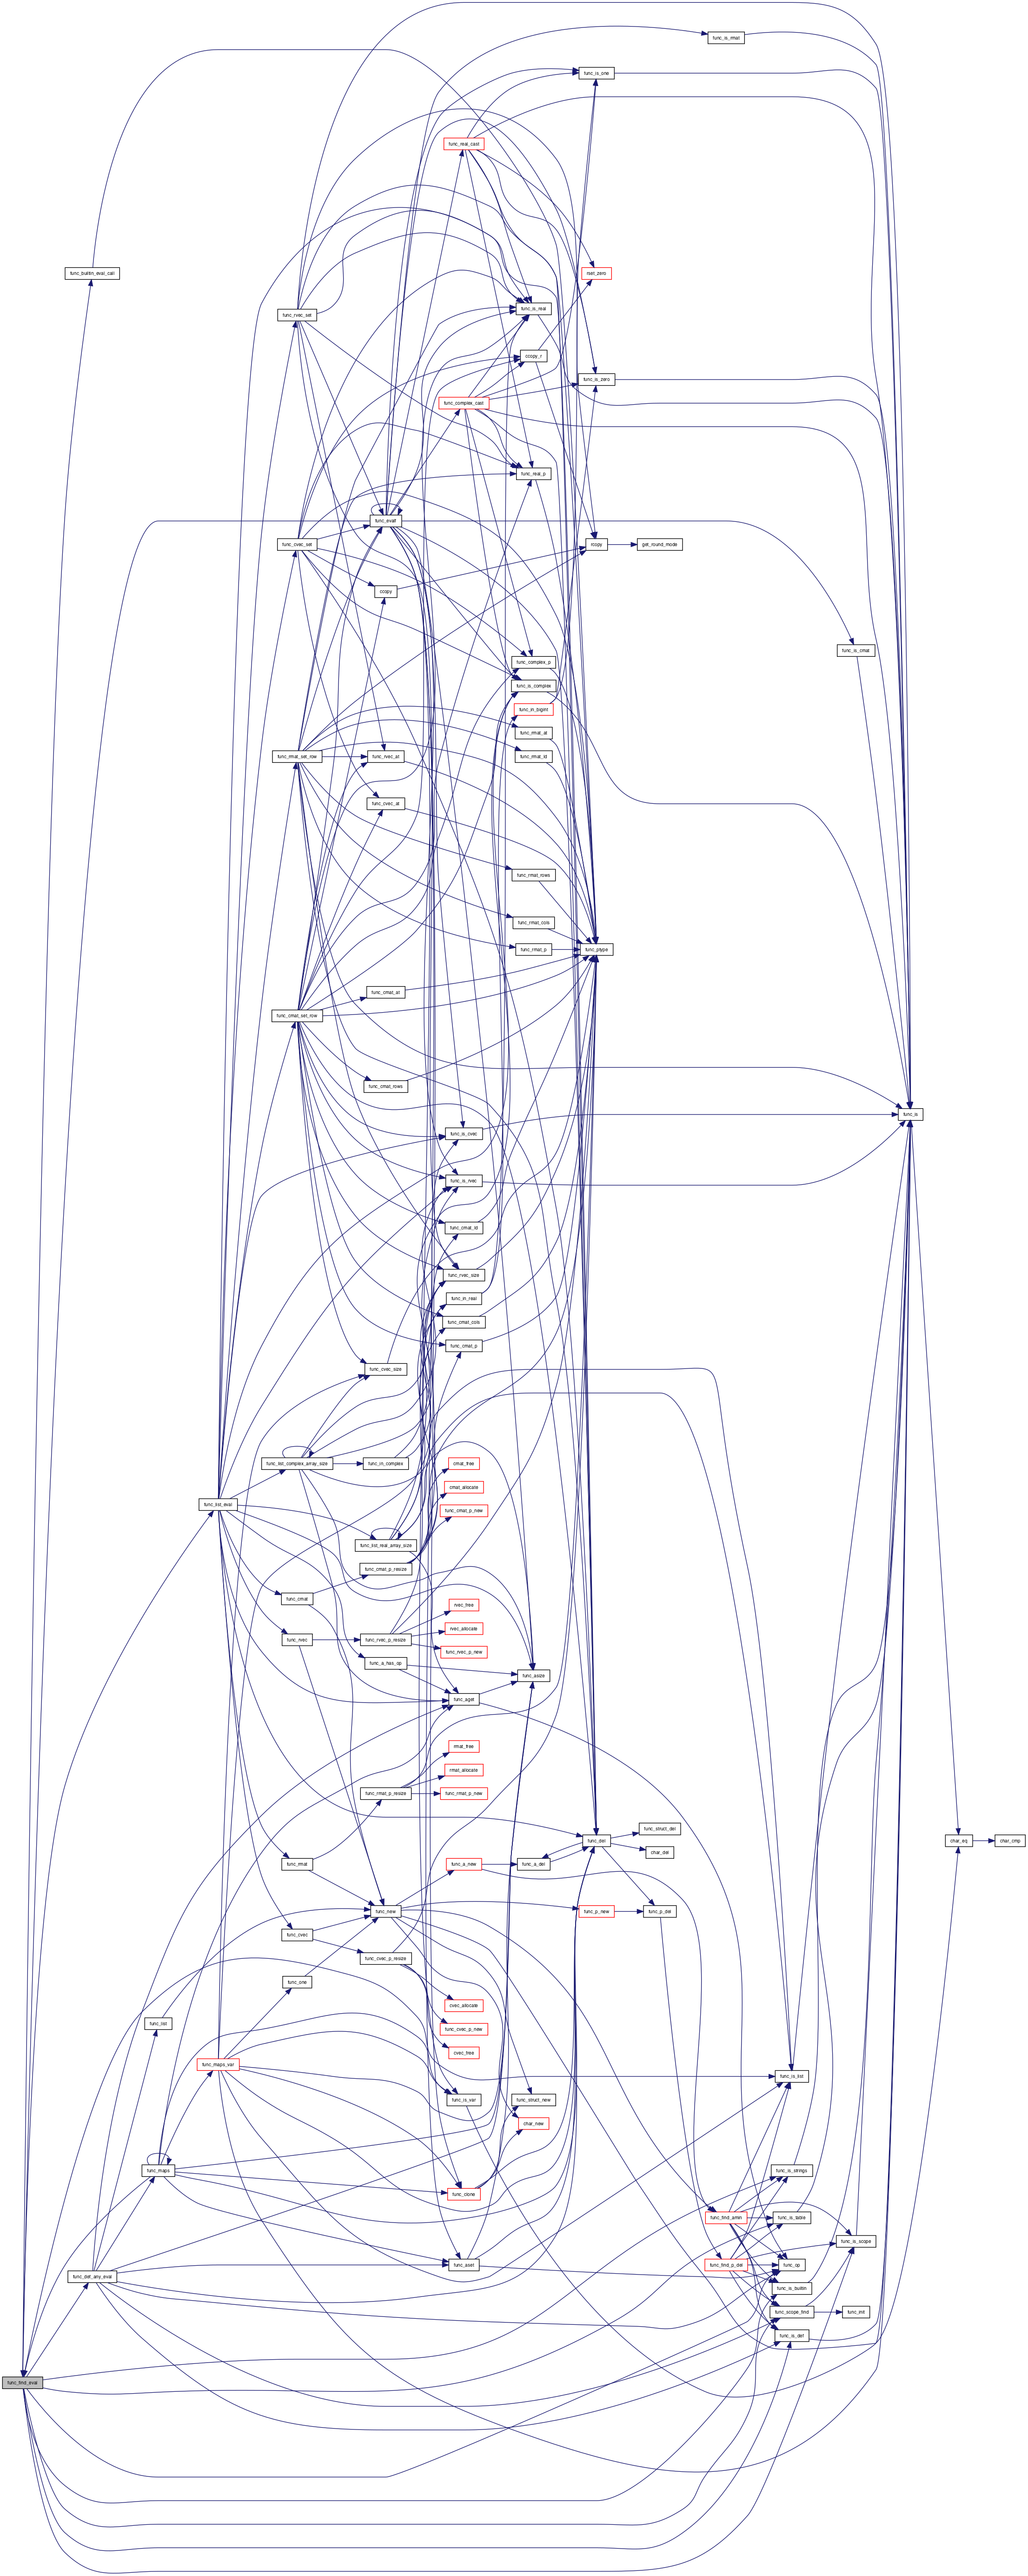 func_is_rmat
func_is_one
func_real_cast
func_builtin_eval_call
rset_zero
func_rvec_set
func_is_real
ccopy_r
func_is_zero
func_complex_cast
func_real_p
func_eval
func_cvec_set
rcopy
get_round_mode
ccopy
func_is_cmat
func_complex_p
func_is_complex
func_in_bigint
func_rmat_at
func_rmat_set_row
func_rvec_at
func_rmat_id
func_cvec_at
func_rmat_rows
func_rmat_cols
func_rmat_p
func_ptype
func_cmat_at
func_cmat_set_row
func_cmat_rows
func_is
func_is_cvec
func_is_rvec
func_cmat_id
func_rvec_size
func_in_real
func_cmat_cols
func_cmat_p
func_cvec_size
func_list_complex_array_size
func_in_complex
cmat_free
cmat_allocate
func_list_eval
func_cmat_p_new
func_list_real_array_size
func_cmat_p_resize
func_cmat
rvec_free
rvec_allocate
func_rvec
func_rvec_p_resize
func_rvec_p_new
func_a_has_op
func_asize
func_aget
rmat_free
rmat_allocate
func_rmat_p_resize
func_rmat_p_new
func_struct_del
func_del
char_eq
char_cmp
char_del
func_rmat
func_a_new
func_a_del
func_new
func_p_new
func_p_del
func_cvec
func_cvec_p_resize
func_one
cvec_allocate
func_list
func_cvec_p_new
cvec_free
func_maps_var
func_is_list
func_is_var
func_struct_new
char_new
func_maps
func_is_strings
func_clone
func_find_amin
func_is_table
func_is_scope
func_aset
func_find_p_del
func_op
func_det_any_eval
func_is_builtin
func_scope_find
func_init
func_is_def
func_find_eval